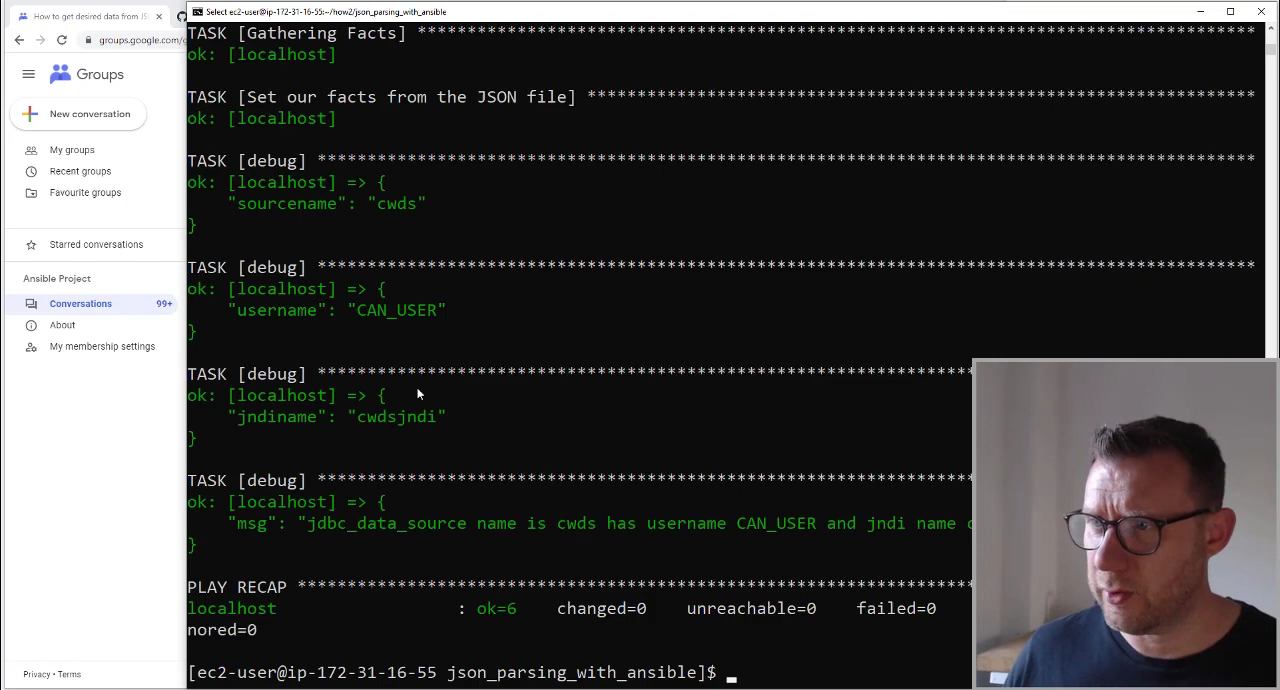 How to get desired data from JS
groups.google.com/g
Groups
New conversation
My groups
Recent groups
Favourite groups
Starred conversations
Ansible Project
Conversations 99+
About
My membership settings
Privacy • Terms
Select ec2-user@ip-172-31-16-55:~/how2/json_parsing_with_ansible
TASK [Gathering Facts] ***********************************************************************************
ok: [localhost]
TASK [Set our facts from the JSON file] ******************************************************************
ok: [localhost]
TASK [debug] *********************************************************************************************
ok: [localhost] => {
"sourcename": "cwds"
}
TASK [debug] *********************************************************************************************
ok: [localhost] => {
"username": "CAN_USER"
}
TASK [debug] *****************************************************************
ok: [localhost] => {
"jndiname": "cwdsjndi"
}
TASK [debug] *****************************************************************
ok: [localhost] => {
"msg": "jdbc_data_source name is cwds has username CAN_USER and jndi name
}
PLAY RECAP *******************************************************************
localhost : ok=6 changed=0 unreachable=0 failed=0
nored=0
[ec2-user@ip-172-31-16-55 json_parsing_with_ansible]$